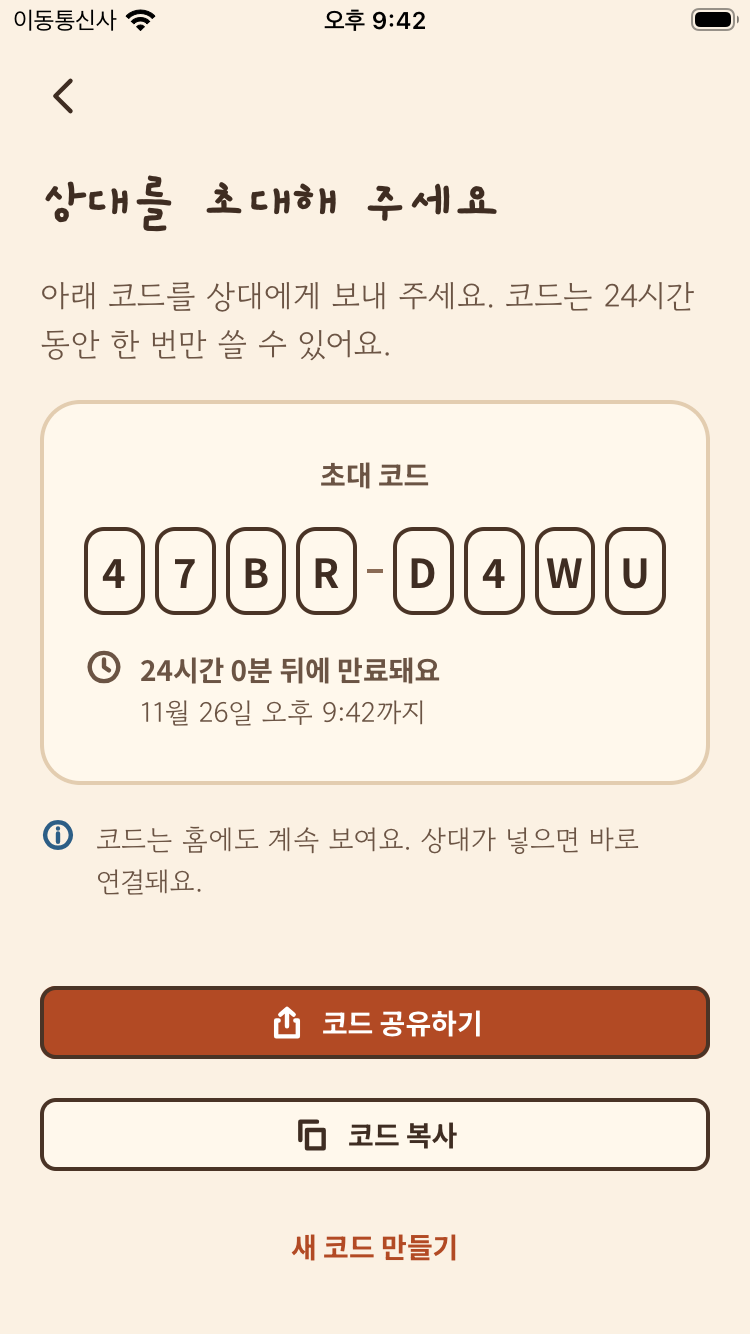 이동통신사 오후 9:42
상대를 초대해 주세요
아래 코드를 상대에게 보내 주세요. 코드는 24시간
동안 한 번만 쓸 수 있어요.
초대 코드
47BR-D4WU
24시간 0분 뒤에 만료돼요
11월 26일 오후 9:42까지
코드는 홈에도 계속 보여요. 상대가 넣으면 바로
연결돼요.
코드 공유하기
코드 복사
새 코드 만들기